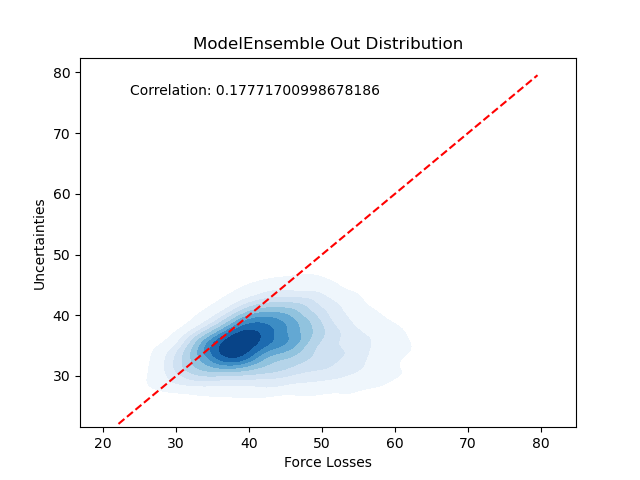 ModelEnsemble Out Distribution
Correlation: 0.17771700998678186
80
70
60
50
40
30
Uncertainties
20 30 40 50 60 70 80
Force Losses